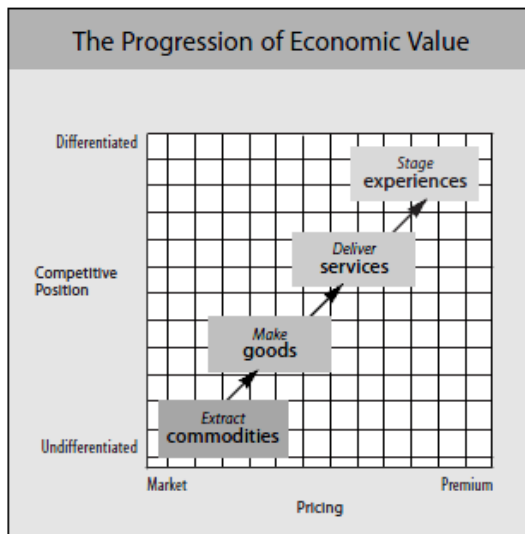 The Progression of Economic Value
Differentiated
Stage
experiences
Deliver
services
Competitive
Position
Make
goods
Extract
commodities
Undifferentiated
Market
Premium
Pricing